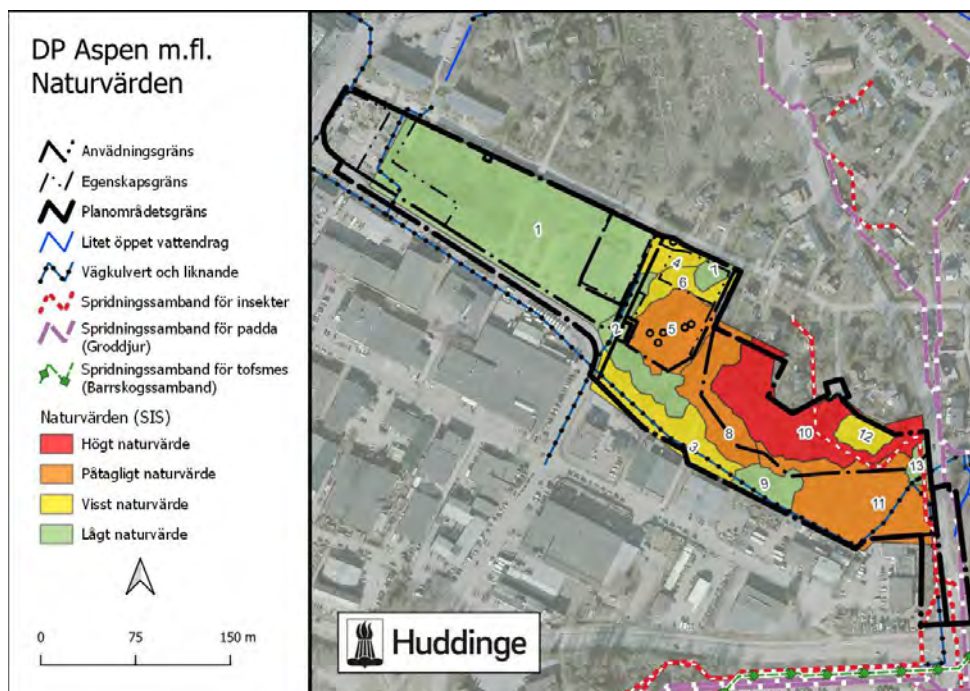 DP Aspen m.fl.
Naturvärden
Anvädningsgräns
Egenskapsgräns
Planområdetsgräns
Litet öppet vattendrag
Vägkulvert och liknande
Spridningssamband för insekter
Spridningssamband för padda
(Groddjur)
Spridningssamband för tofsmes
(Barrskogssamband)
Naturvärden (SIS)
Högt naturvärde
Påtagligt naturvärde
Visst naturvärde
Lågt naturvärde
0 75 150 m
1
4
7
6
2
5
3
8
10
12
13
9
11
Huddinge